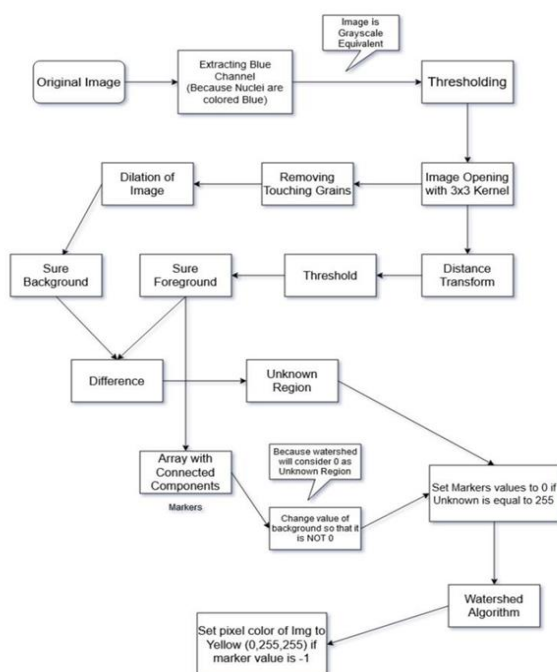 Image is
Grayscale
Equivalent
Original Image
Extracting Blue
Channel
(Because Nuclei are
colored Blue)
Thresholding
Dilation of
Image
Removing
Touching Grains
Image Opening
with 3x3 Kernel
Sure
Background
Sure
Foreground
Threshold
Distance
Transform
Difference
Unknown
Region
Array with
Connected
Components
Markers
Because watershed
will consider 0 as
Unknown Region
Change value of
background so that it
is NOT 0
Set Markers values to 0 if
Unknown is equal to 255
Watershed
Algorithm
Set pixel color of Img to
Yellow (0,255,255) if
marker value is -1